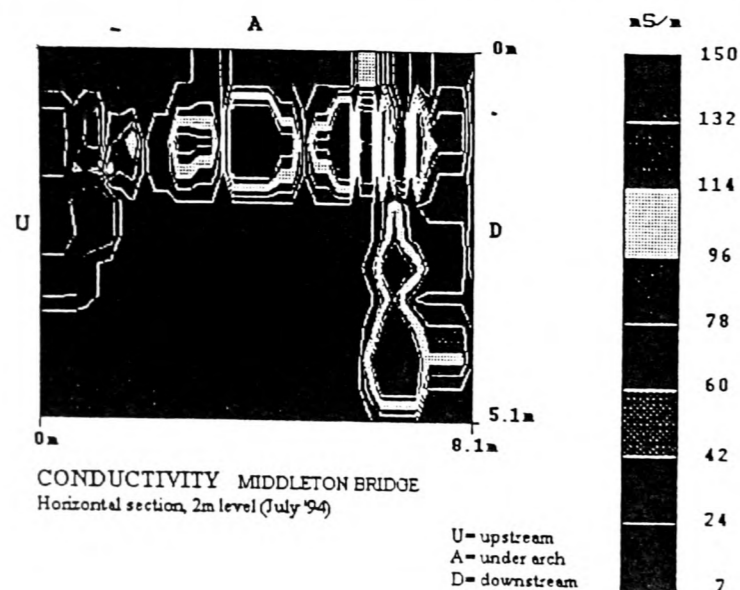 A
mS/m
0m
150
132
114
96
78
60
42
24
7
U
D
5.1m
0m
8.1m
CONDUCTIVITY MIDDLETON BRIDGE
Horizontal section, 2m level (July '94)
U= upstream
A= under arch
D= downstream